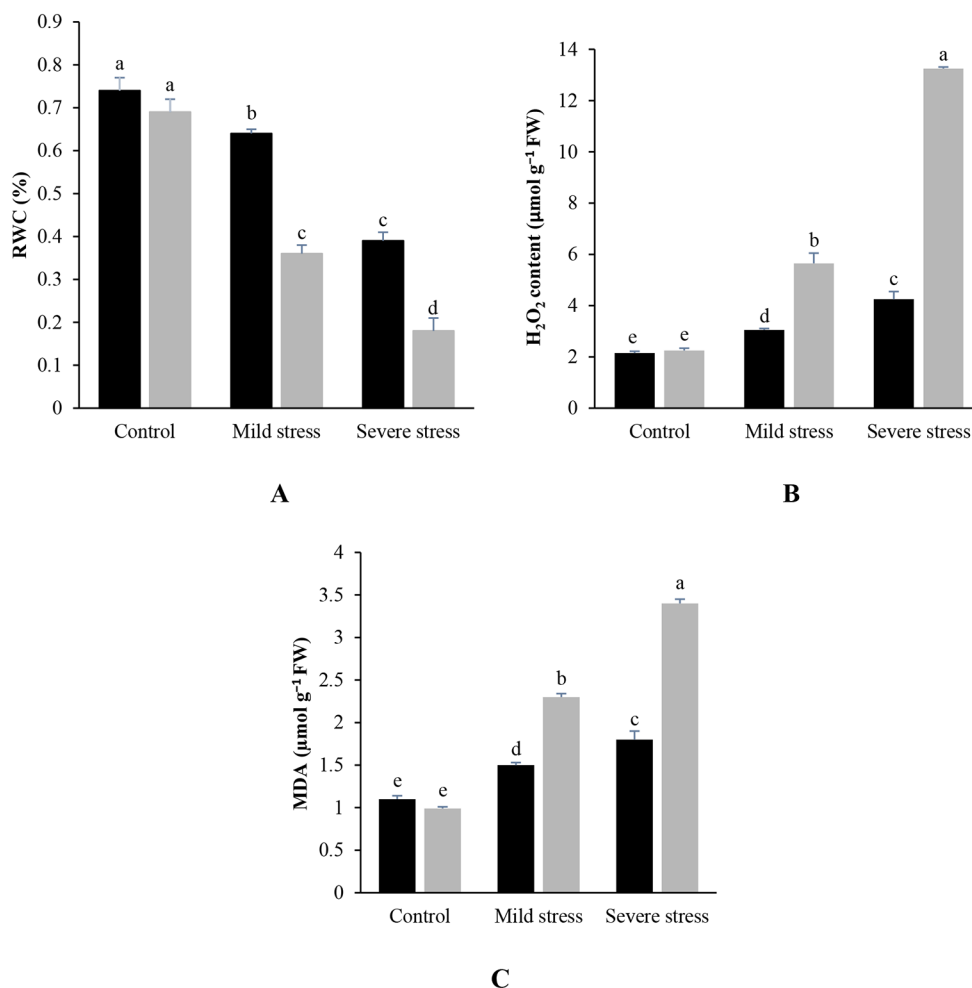 0.9
0.8
0.7
0.6
0.5
0.4
0.3
0.2
0.1
0
RWC (%)
a
a
b
c
c
d
Control
Mild stress
Severe stress
A
14
12
10
8
6
4
2
0
H₂O₂ content (µmol g⁻¹ FW)
e
e
d
b
c
a
Control
Mild stress
Severe stress
B
4
3.5
3
2.5
2
1.5
1
0.5
0
MDA (µmol g⁻¹ FW)
e
e
d
b
c
a
Control
Mild stress
Severe stress
C